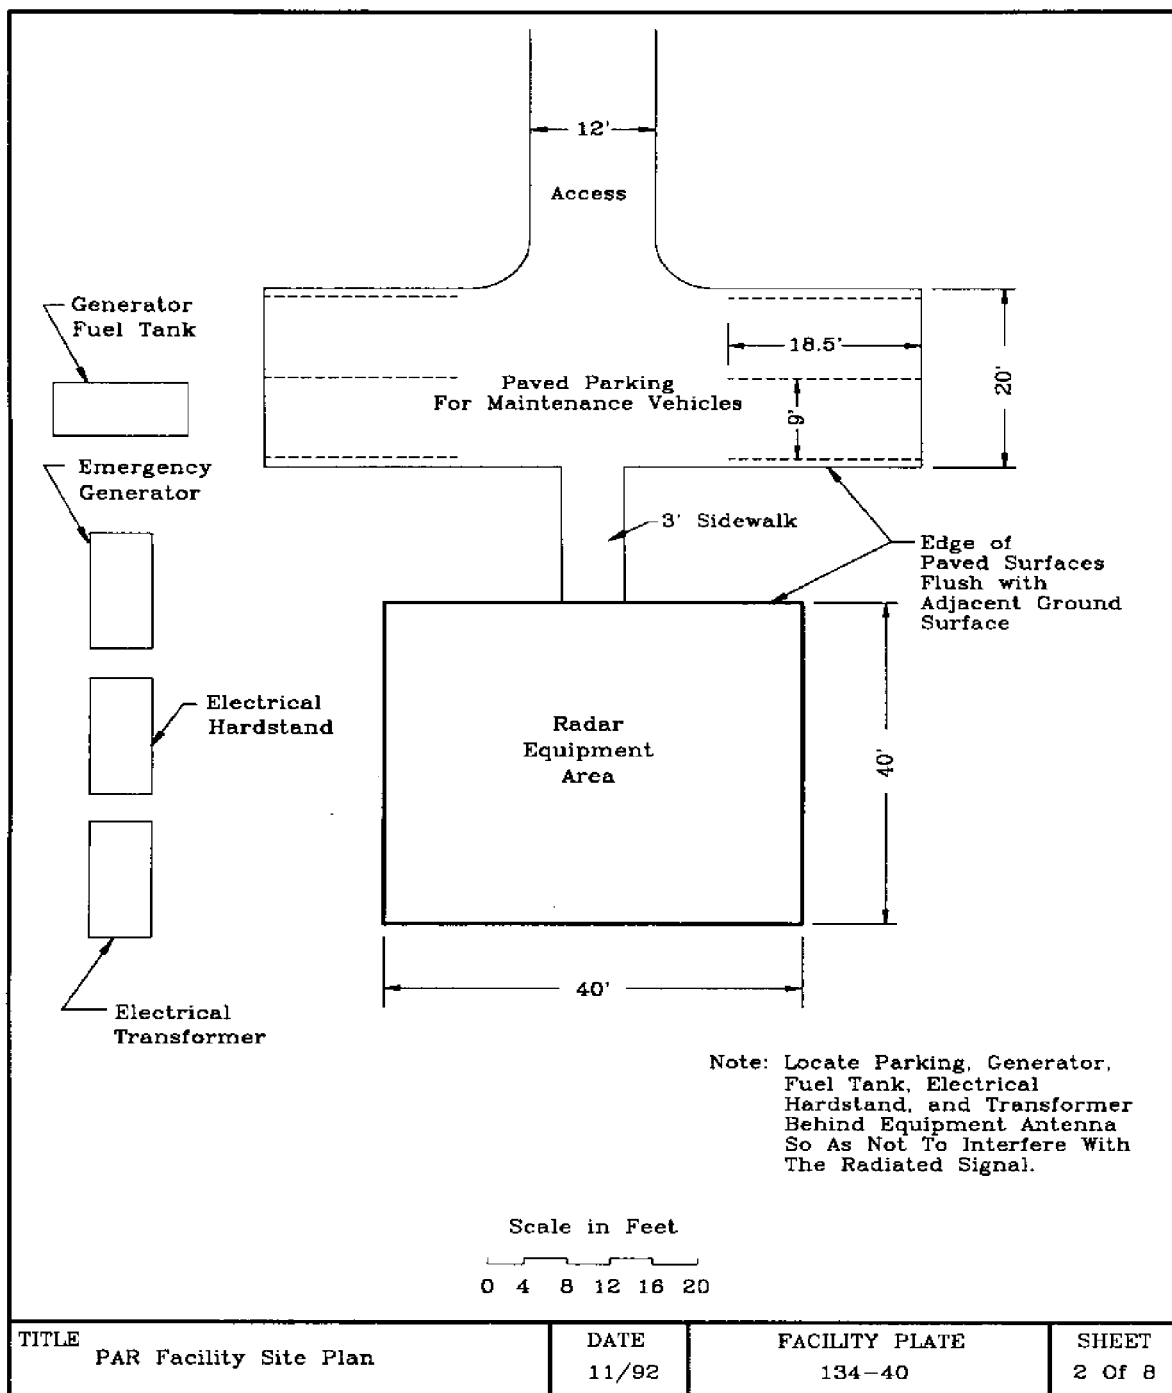 12'
Access
Generator
Fuel Tank
18.5'
Paved Parking
For Maintenance Vehicles
9'
20'
Emergency
Generator
3' Sidewalk
Edge of
Paved Surfaces
Flush with
Adjacent Ground
Surface
Electrical
Hardstand
Radar
Equipment
Area
40'
40'
Electrical
Transformer
Note: Locate Parking, Generator,
Fuel Tank, Electrical
Hardstand, and Transformer
Behind Equipment Antenna
So As Not To Interfere With
The Radiated Signal.
Scale in Feet
0 4 8 12 16 20
TITLE
PAR Facility Site Plan
DATE
11/92
FACILITY PLATE
134-40
SHEET
2 Of 8